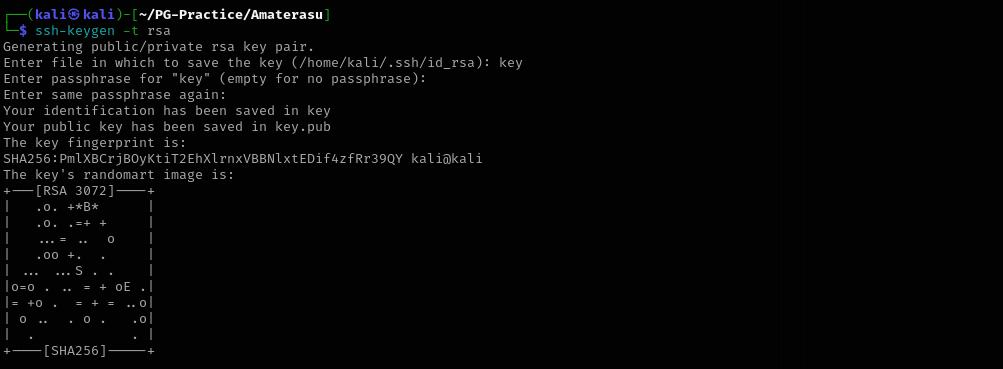 ┌──(kali㉿kali)-[~/PG-Practice/Amaterasu]
└─$ ssh-keygen -t rsa
Generating public/private rsa key pair.
Enter file in which to save the key (/home/kali/.ssh/id_rsa): key
Enter passphrase for "key" (empty for no passphrase):
Enter same passphrase again:
Your identification has been saved in key
Your public key has been saved in key.pub
The key fingerprint is:
SHA256:PmlXBCrjBOyKtiT2EhXlrnxVBBNlxtEDif4zfRr39QY kali@kali
The key's randomart image is:
+---[RSA 3072]----+
|   .o. +*B*      |
|   .o. .=+ +     |
|    ...= ..  o    |
|   .oo +.  .     |
| ... ...S . .    |
|o=o . .. = + oE .|
|= +o .  = + = ..o|
| o ..  . o .   .o|
|  .            . |
+----[SHA256]-----+